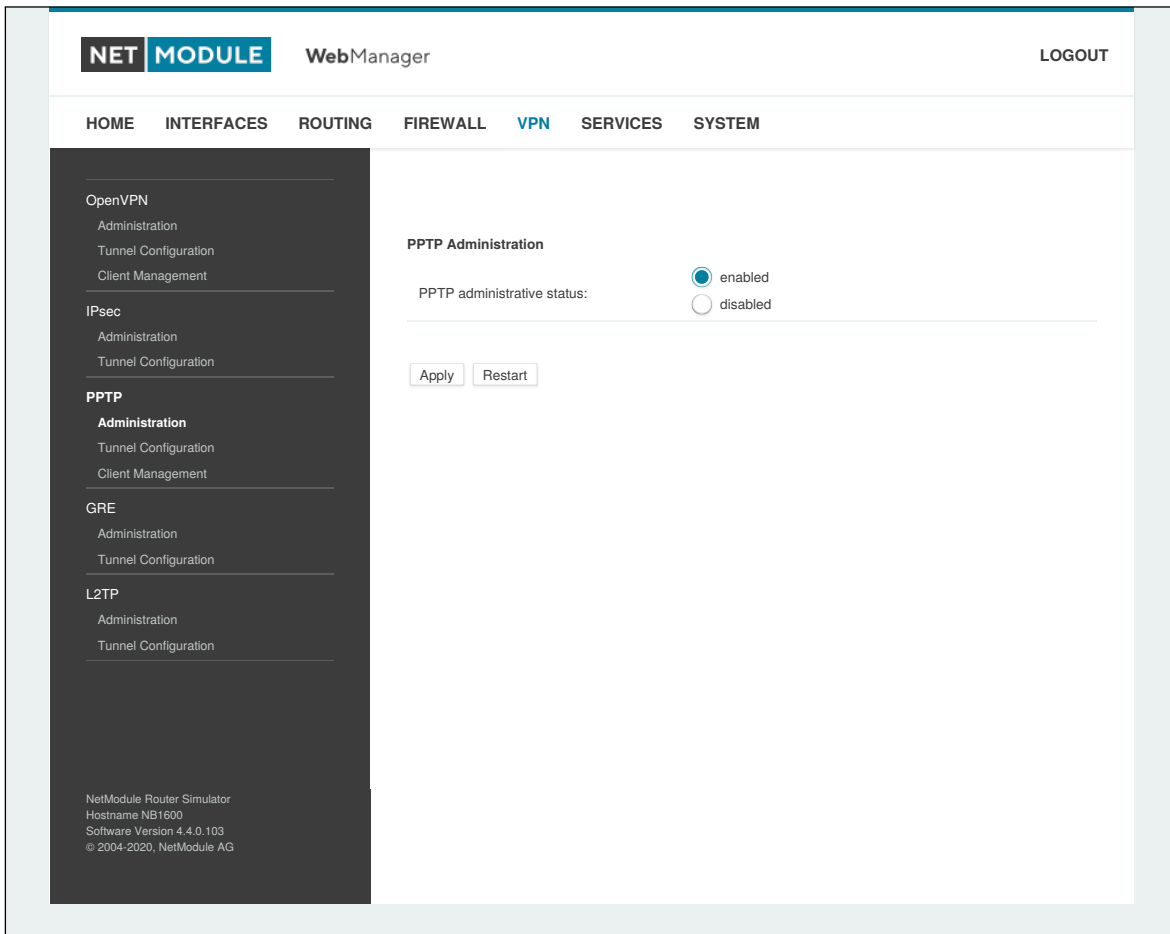 NET MODULE WebManager LOGOUT
HOME INTERFACES ROUTING FIREWALL VPN SERVICES SYSTEM
OpenVPN
Administration
Tunnel Configuration
Client Management
IPsec
Administration
Tunnel Configuration
PPTP
Administration
Tunnel Configuration
Client Management
GRE
Administration
Tunnel Configuration
L2TP
Administration
Tunnel Configuration
NetModule Router Simulator
Hostname NB1600
Software Version 4.4.0.103
© 2004-2020, NetModule AG
PPTP Administration
PPTP administrative status:
enabled
disabled
Apply Restart